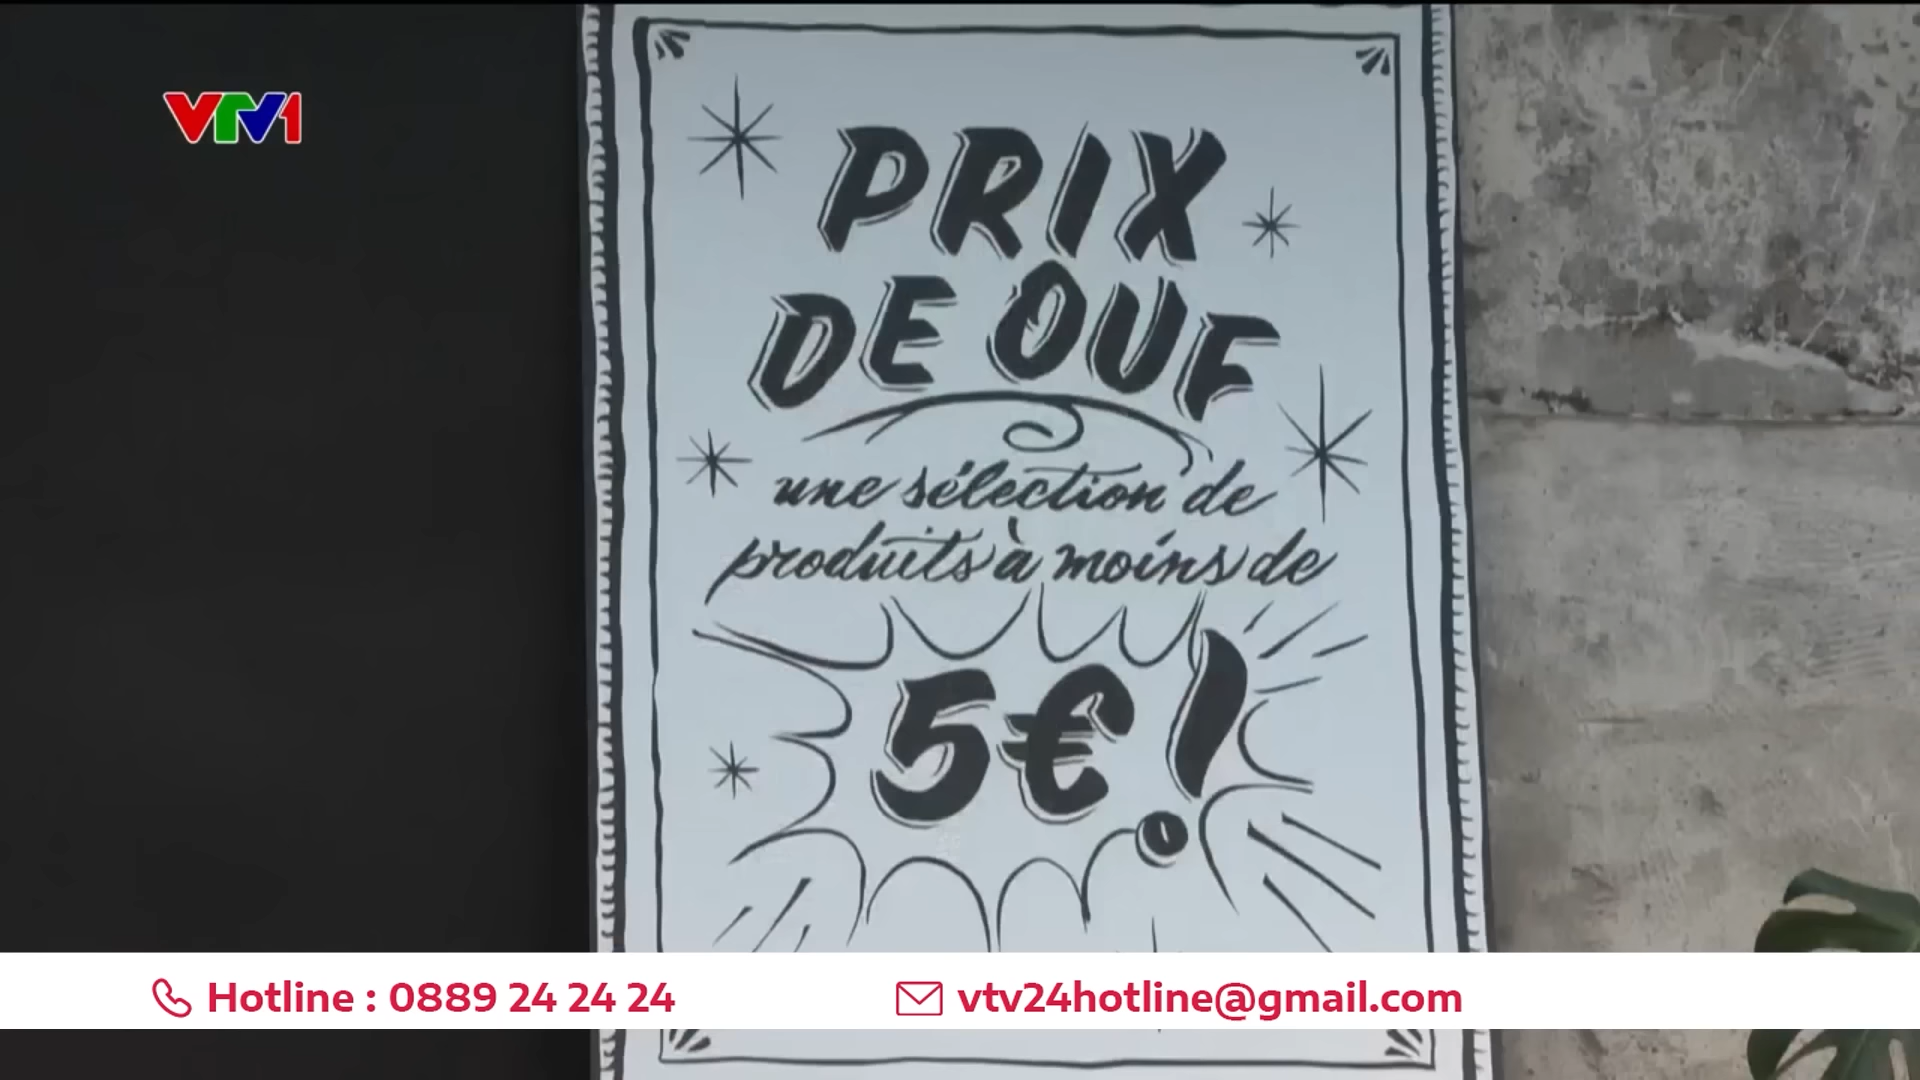 VTV1
PRIX
DE OUF
une sélection de
produits à moins de
5€!
Hotline : 0889 24 24 24
vtv24hotline@gmail.com